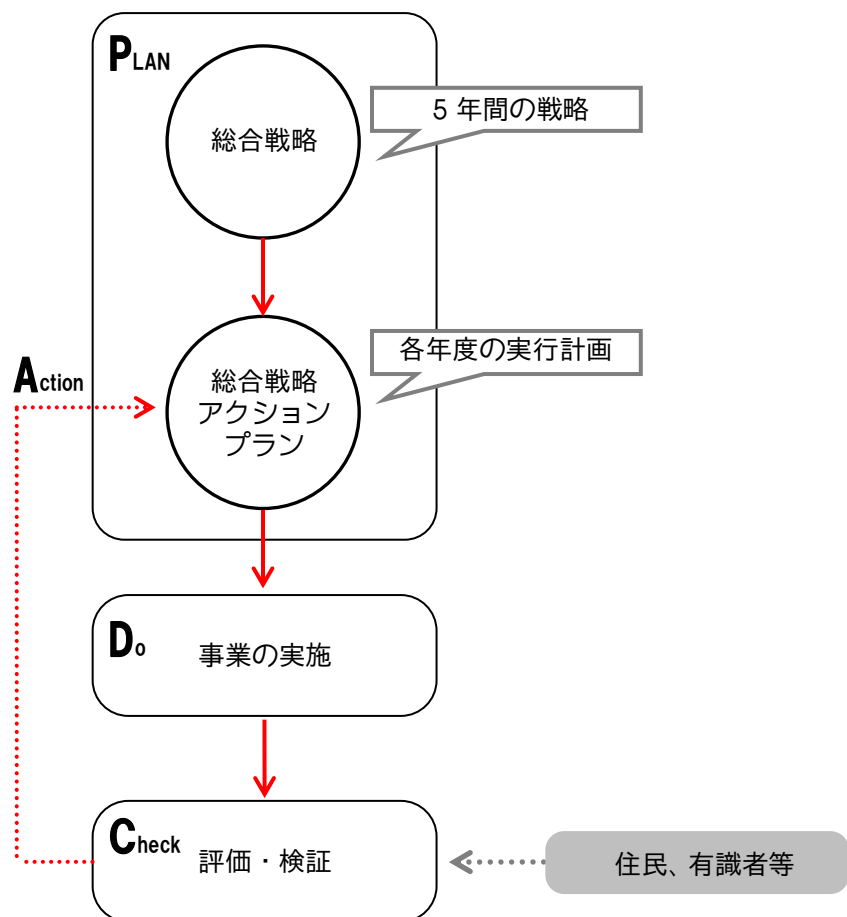 PLAN
総合戦略
5 年間の戦略
総合戦略
アクション
プラン
各年度の実行計画
Action
Do
事業の実施
Check
評価・検証
住民、有識者等